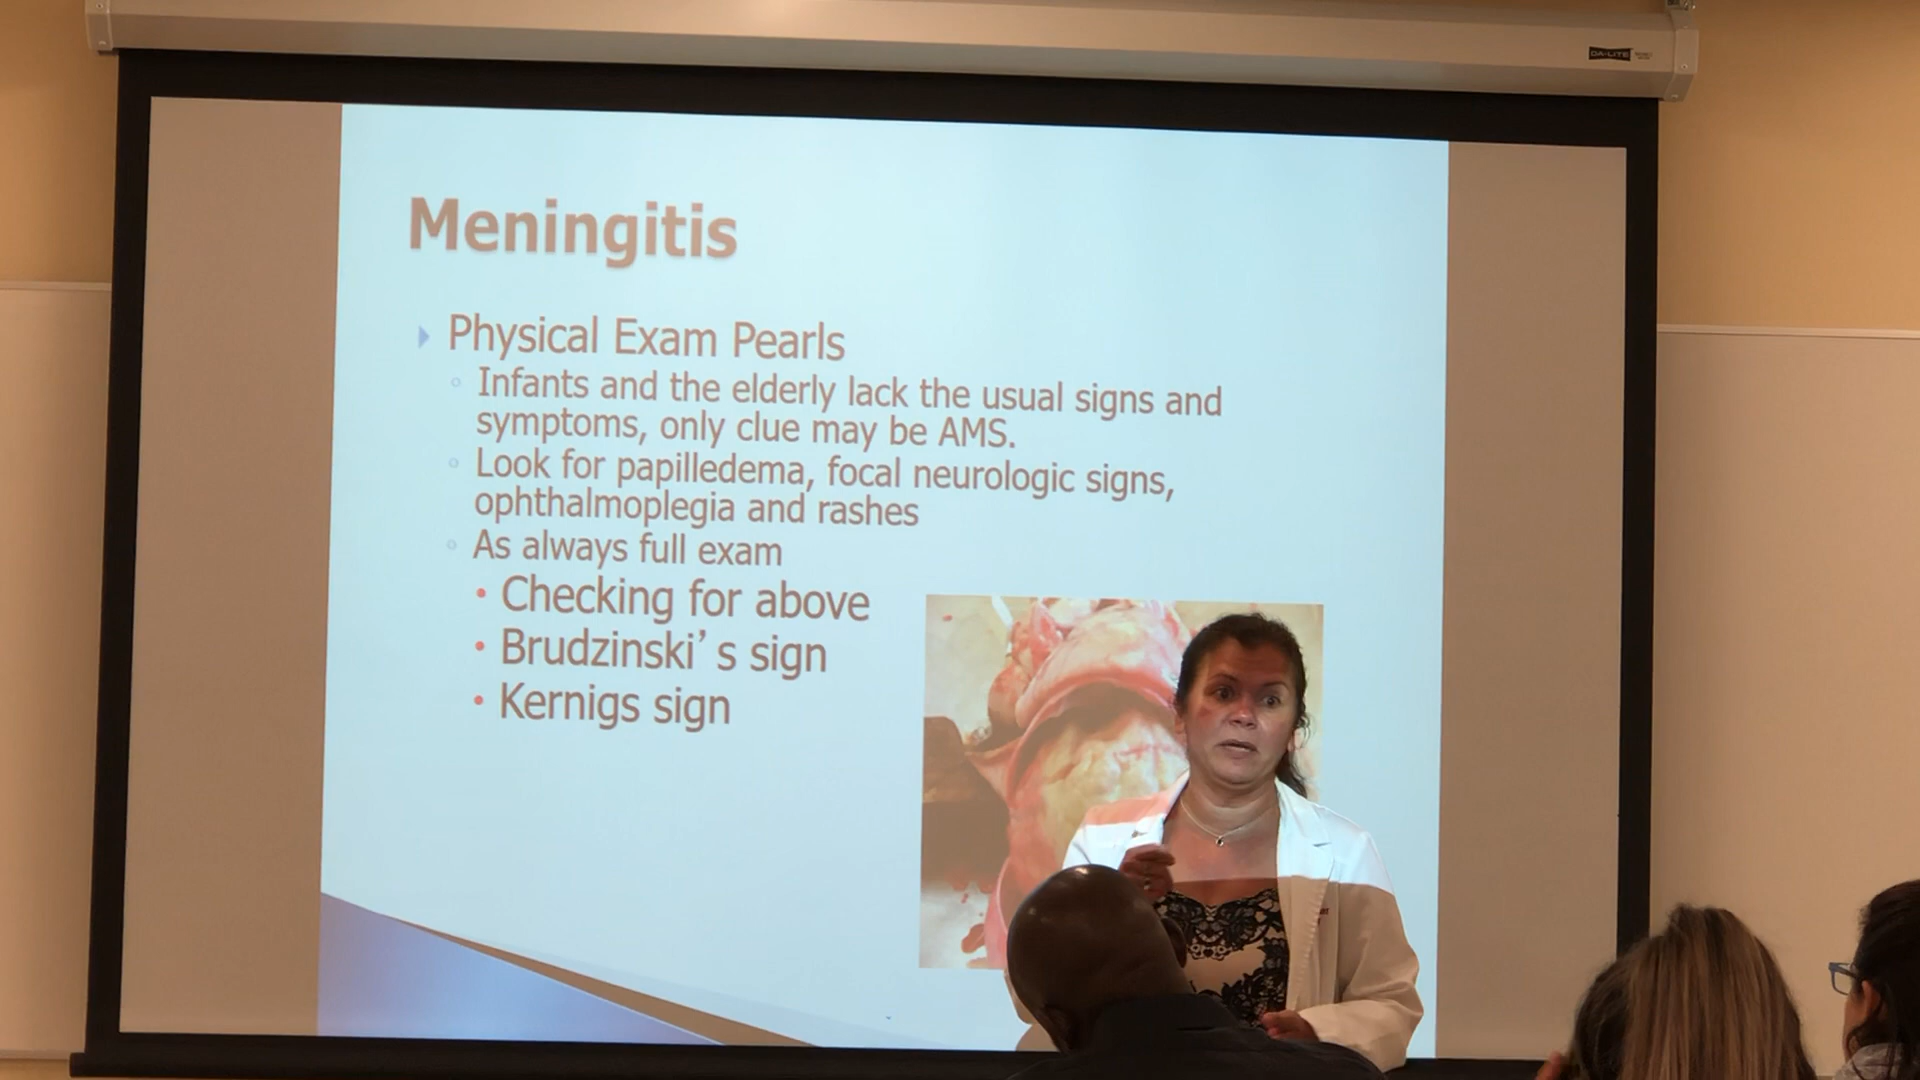 DA-LITE
Meningitis
Physical Exam Pearls
Infants and the elderly lack the usual signs and
symptoms, only clue may be AMS.
Look for papilledema, focal neurologic signs,
ophthalmoplegia and rashes
As always full exam
Checking for above
Brudzinski’s sign
Kernigs sign